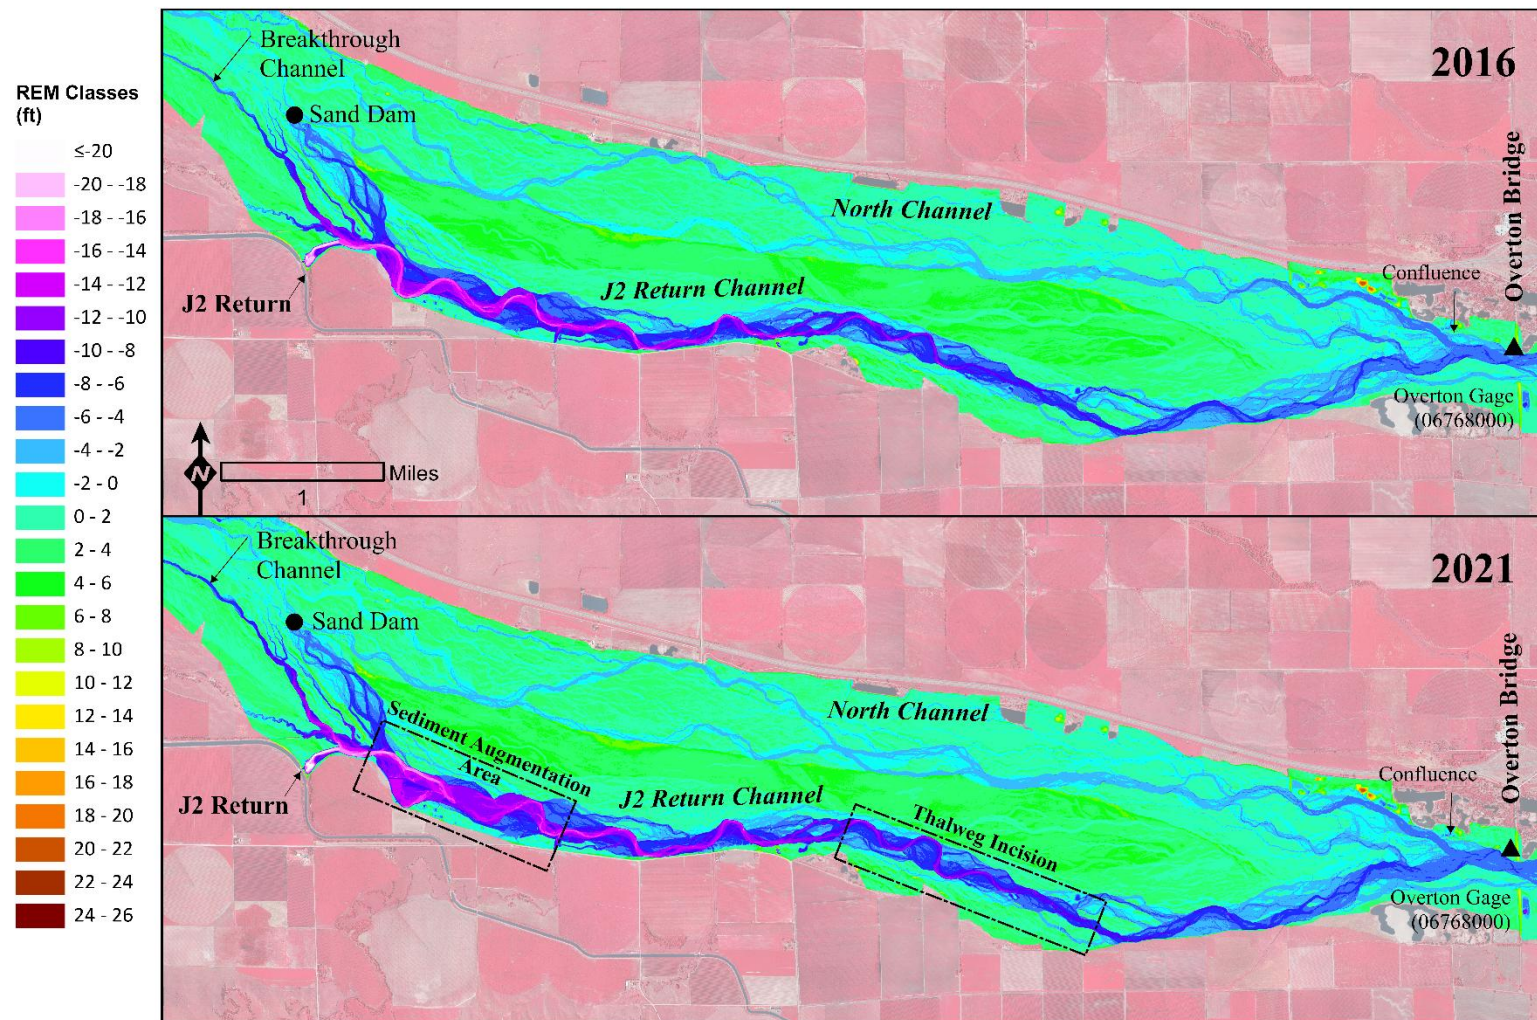 REM Classes
(ft)
≤-20
-20 - -18
-18 - -16
-16 - -14
-14 - -12
-12 - -10
-10 - -8
-8 - -6
-6 - -4
-4 - -2
-2 - 0
0 - 2
2 - 4
4 - 6
6 - 8
8 - 10
10 - 12
12 - 14
14 - 16
16 - 18
18 - 20
20 - 22
22 - 24
24 - 26
Breakthrough
Channel
Sand Dam
2016
North Channel
Overton Bridge
Confluence
J2 Return
J2 Return Channel
Overton Gage
(06768000)
N
Miles
1
Breakthrough
Channel
Sand Dam
2021
North Channel
Overton Bridge
Sediment Augmentation
Area
Confluence
J2 Return
J2 Return Channel
Thalweg Incision
Overton Gage
(06768000)